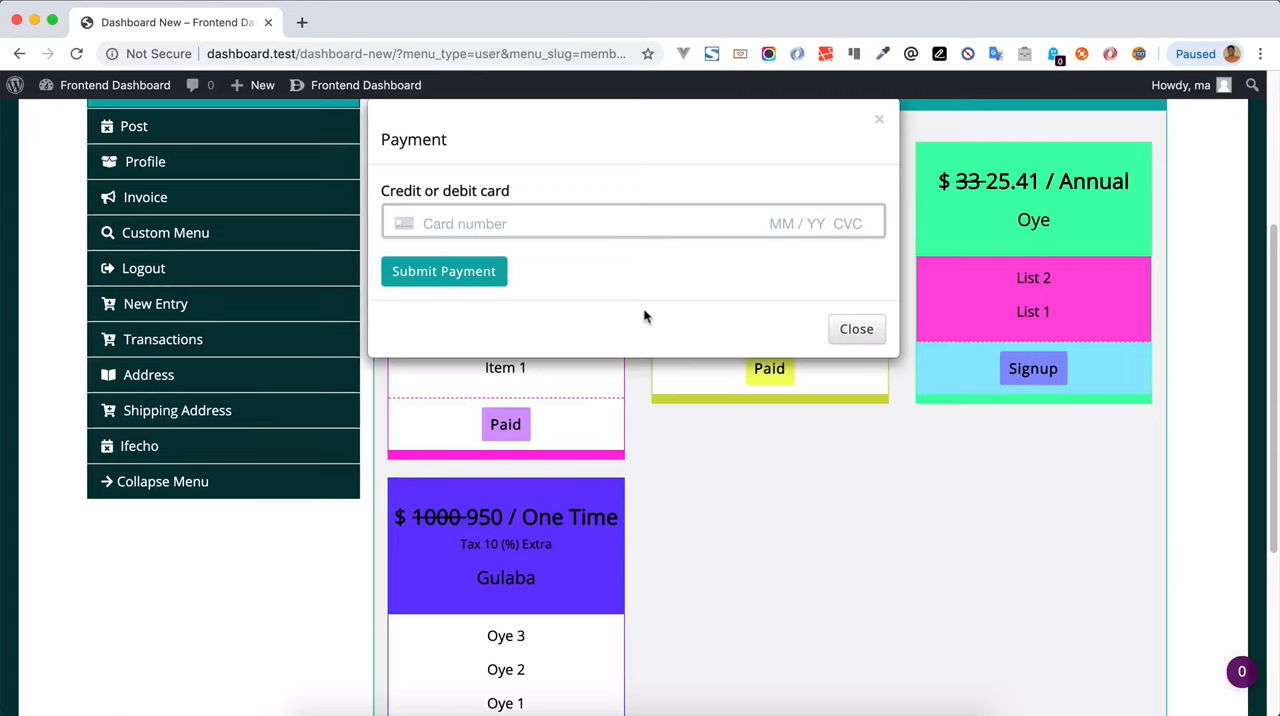 Dashboard New – Frontend Da
Not Secure
dashboard.test/dashboard-new/?menu_type=user&menu_slug=memb...
0
Paused
Frontend Dashboard
0
New
Frontend Dashboard
Howdy, ma
Post
Profile
Invoice
Custom Menu
Logout
New Entry
Transactions
Address
Shipping Address
Ifecho
Collapse Menu
×
Payment
Credit or debit card
Card number
MM / YY CVC
Submit Payment
Close
Item 1
Paid
Paid
$ 33 25.41 / Annual
Oye
List 2
List 1
Signup
$ 1000 950 / One Time
Tax 10 (%) Extra
Gulaba
Oye 3
Oye 2
Oye 1
0